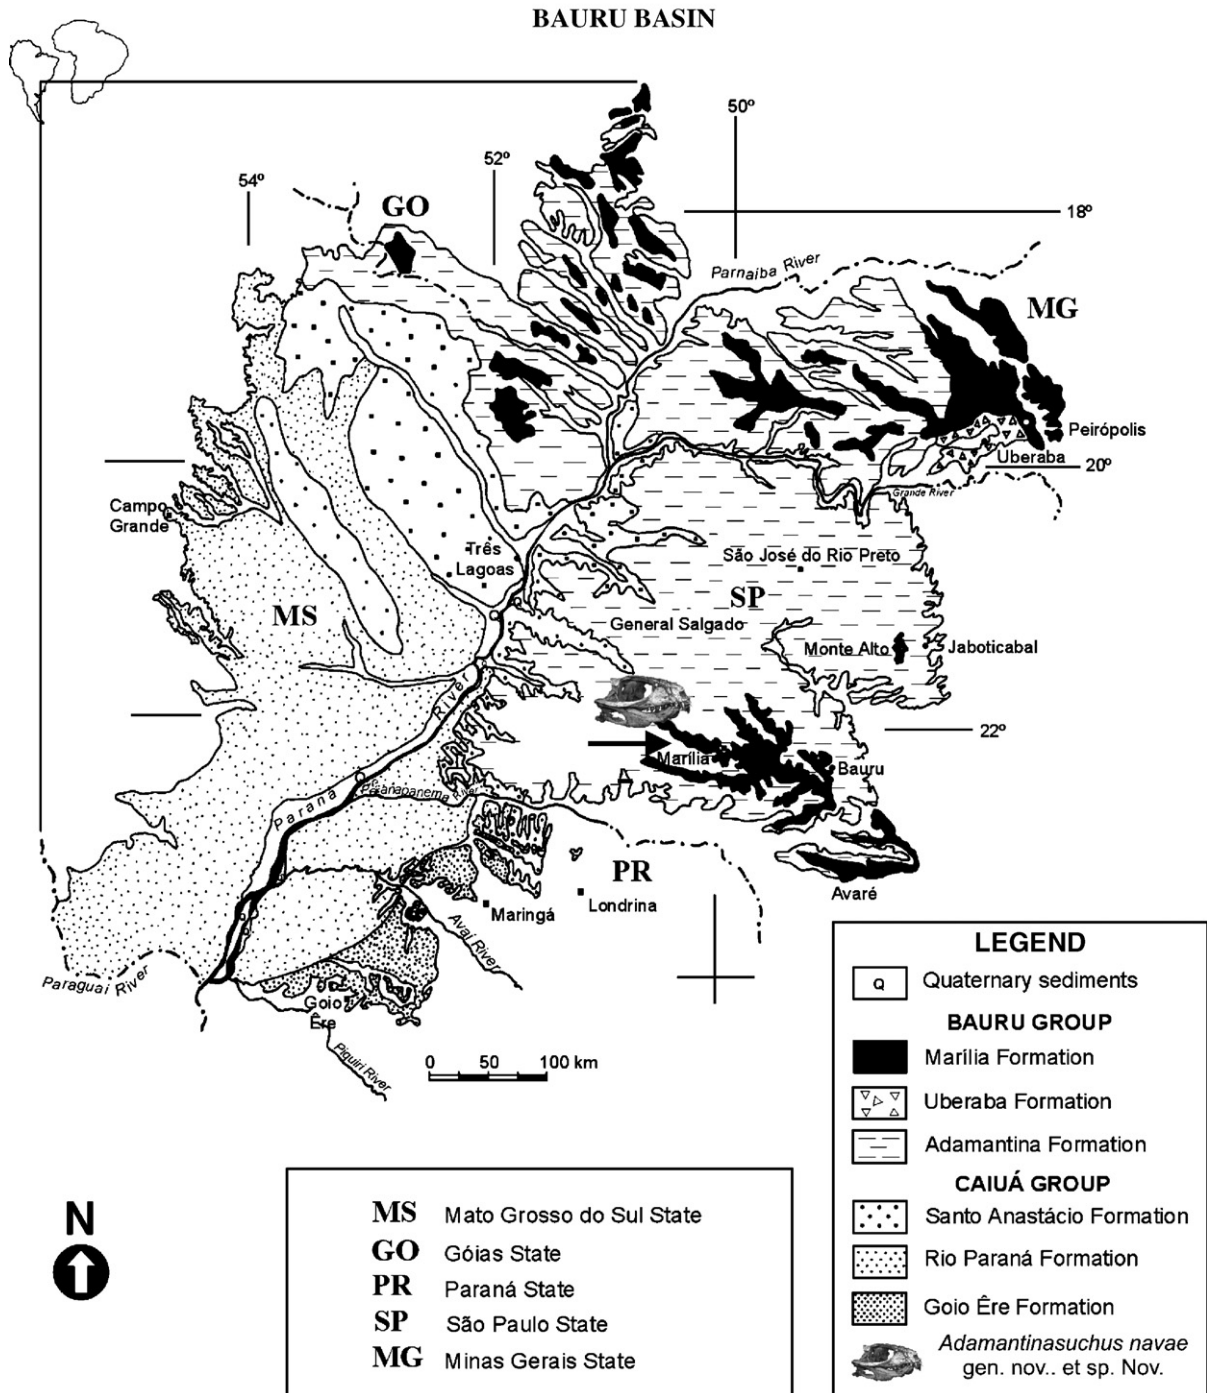 BAURU BASIN
50º
52º
54º
GO
18º
Parnaiba River
MG
Peirópolis
Uberaba
20º
Grande River
Campo
Grande
Três
Lagoas
São José do Rio Preto
SP
MS
General Salgado
Monte Alto
Jaboticabal
22º
Marília
Bauru
Paraná River
Paranapanema River
PR
Avaré
Maringá
Londrina
Avaí River
Paraguai River
Goio
Êre
Piquiri River
0 50 100 km
N
MS Mato Grosso do Sul State
GO Góias State
PR Paraná State
SP São Paulo State
MG Minas Gerais State
LEGEND
Q Quaternary sediments
BAURU GROUP
Marília Formation
Uberaba Formation
Adamantina Formation
CAIUÁ GROUP
Santo Anastácio Formation
Rio Paraná Formation
Goio Êre Formation
Adamantinasuchus navae
gen. nov.. et sp. Nov.